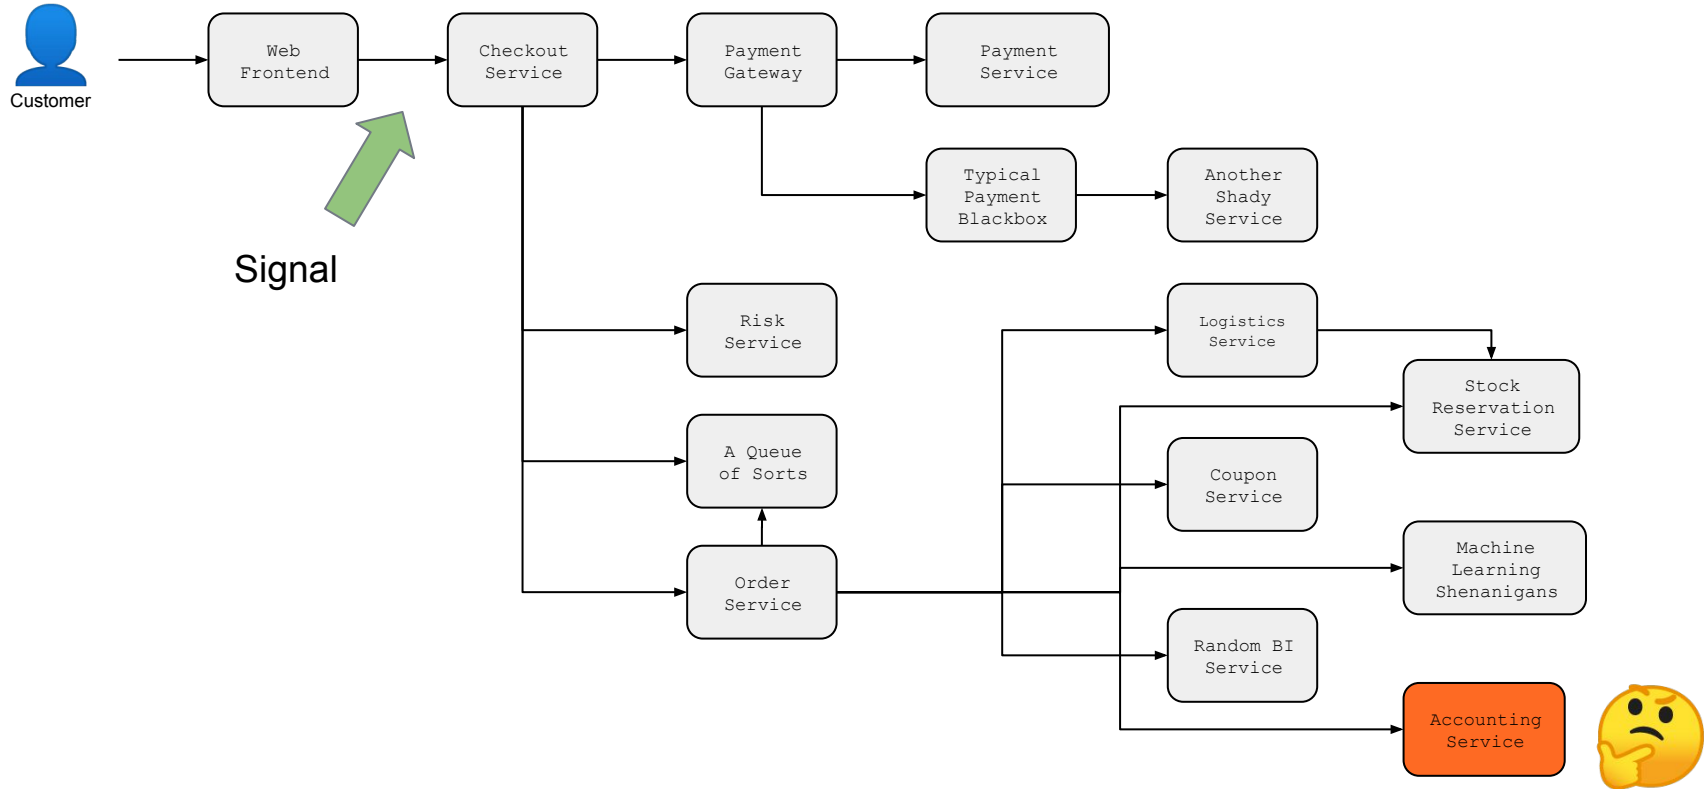 Customer
Web
Frontend
Checkout
Service
Payment
Gateway
Payment
Service
Typical
Payment
Blackbox
Another
Shady
Service
Signal
Risk
Service
Logistics
Service
Stock
Reservation
Service
A Queue
of Sorts
Coupon
Service
Order
Service
Machine
Learning
Shenanigans
Random BI
Service
Accounting
Service